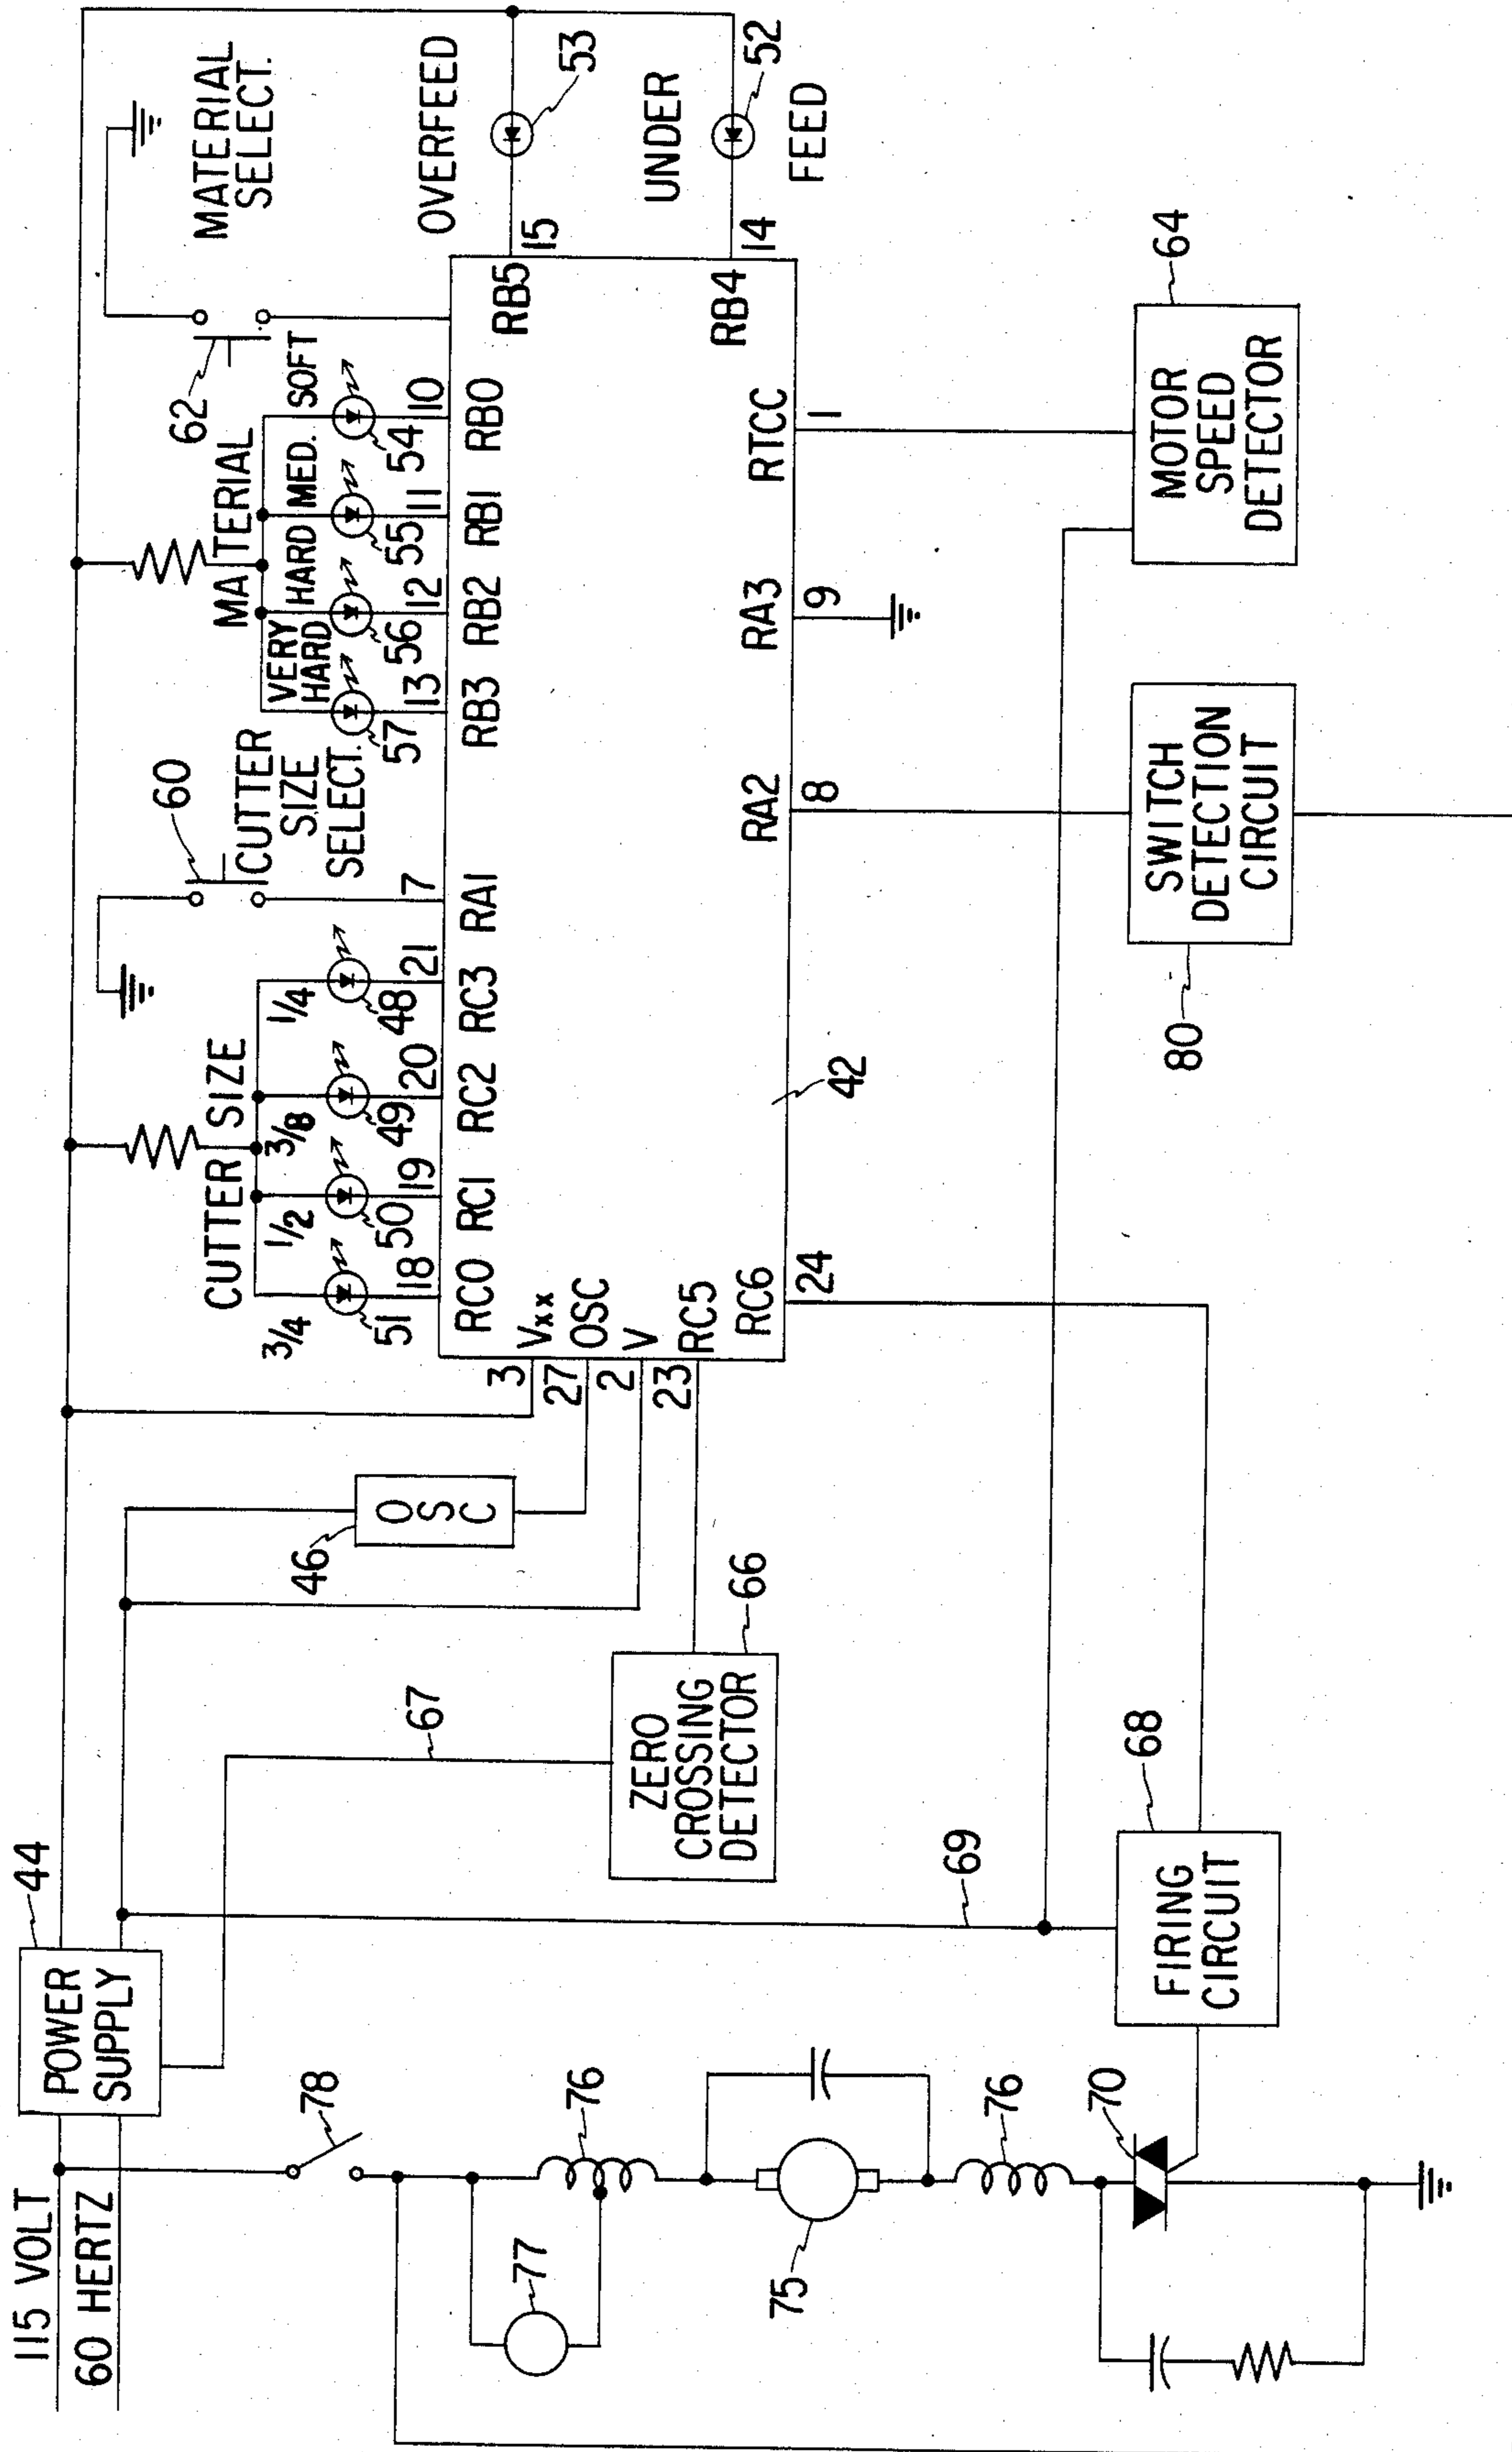 115 VOLT
60 HERTZ
POWER
SUPPLY
44
78
76
77
75
76
70
67
69
68
FIRING
CIRCUIT
ZERO
CROSSING
DETECTOR
66
46
OSC
3
27
2
23
Vxx
OSC
V
RC5
RC6
24
CUTTER SIZE
3/4
1/2
3/8
1/4
51
50
49
48
18
19
20
21
RC0
RC1
RC2
RC3
60
CUTTER
SIZE
SELECT.
7
RA1
MATERIAL
VERY
HARD
HARD
MED.
SOFT
57
56
55
54
13
12
11
10
RB3
RB2
RB1
RB0
62
MATERIAL
SELECT.
OVERFEED
53
15
RB5
UNDER
FEED
52
14
RB4
42
RA2
8
RA3
9
RTCC
1
80
SWITCH
DETECTION
CIRCUIT
64
MOTOR
SPEED
DETECTOR